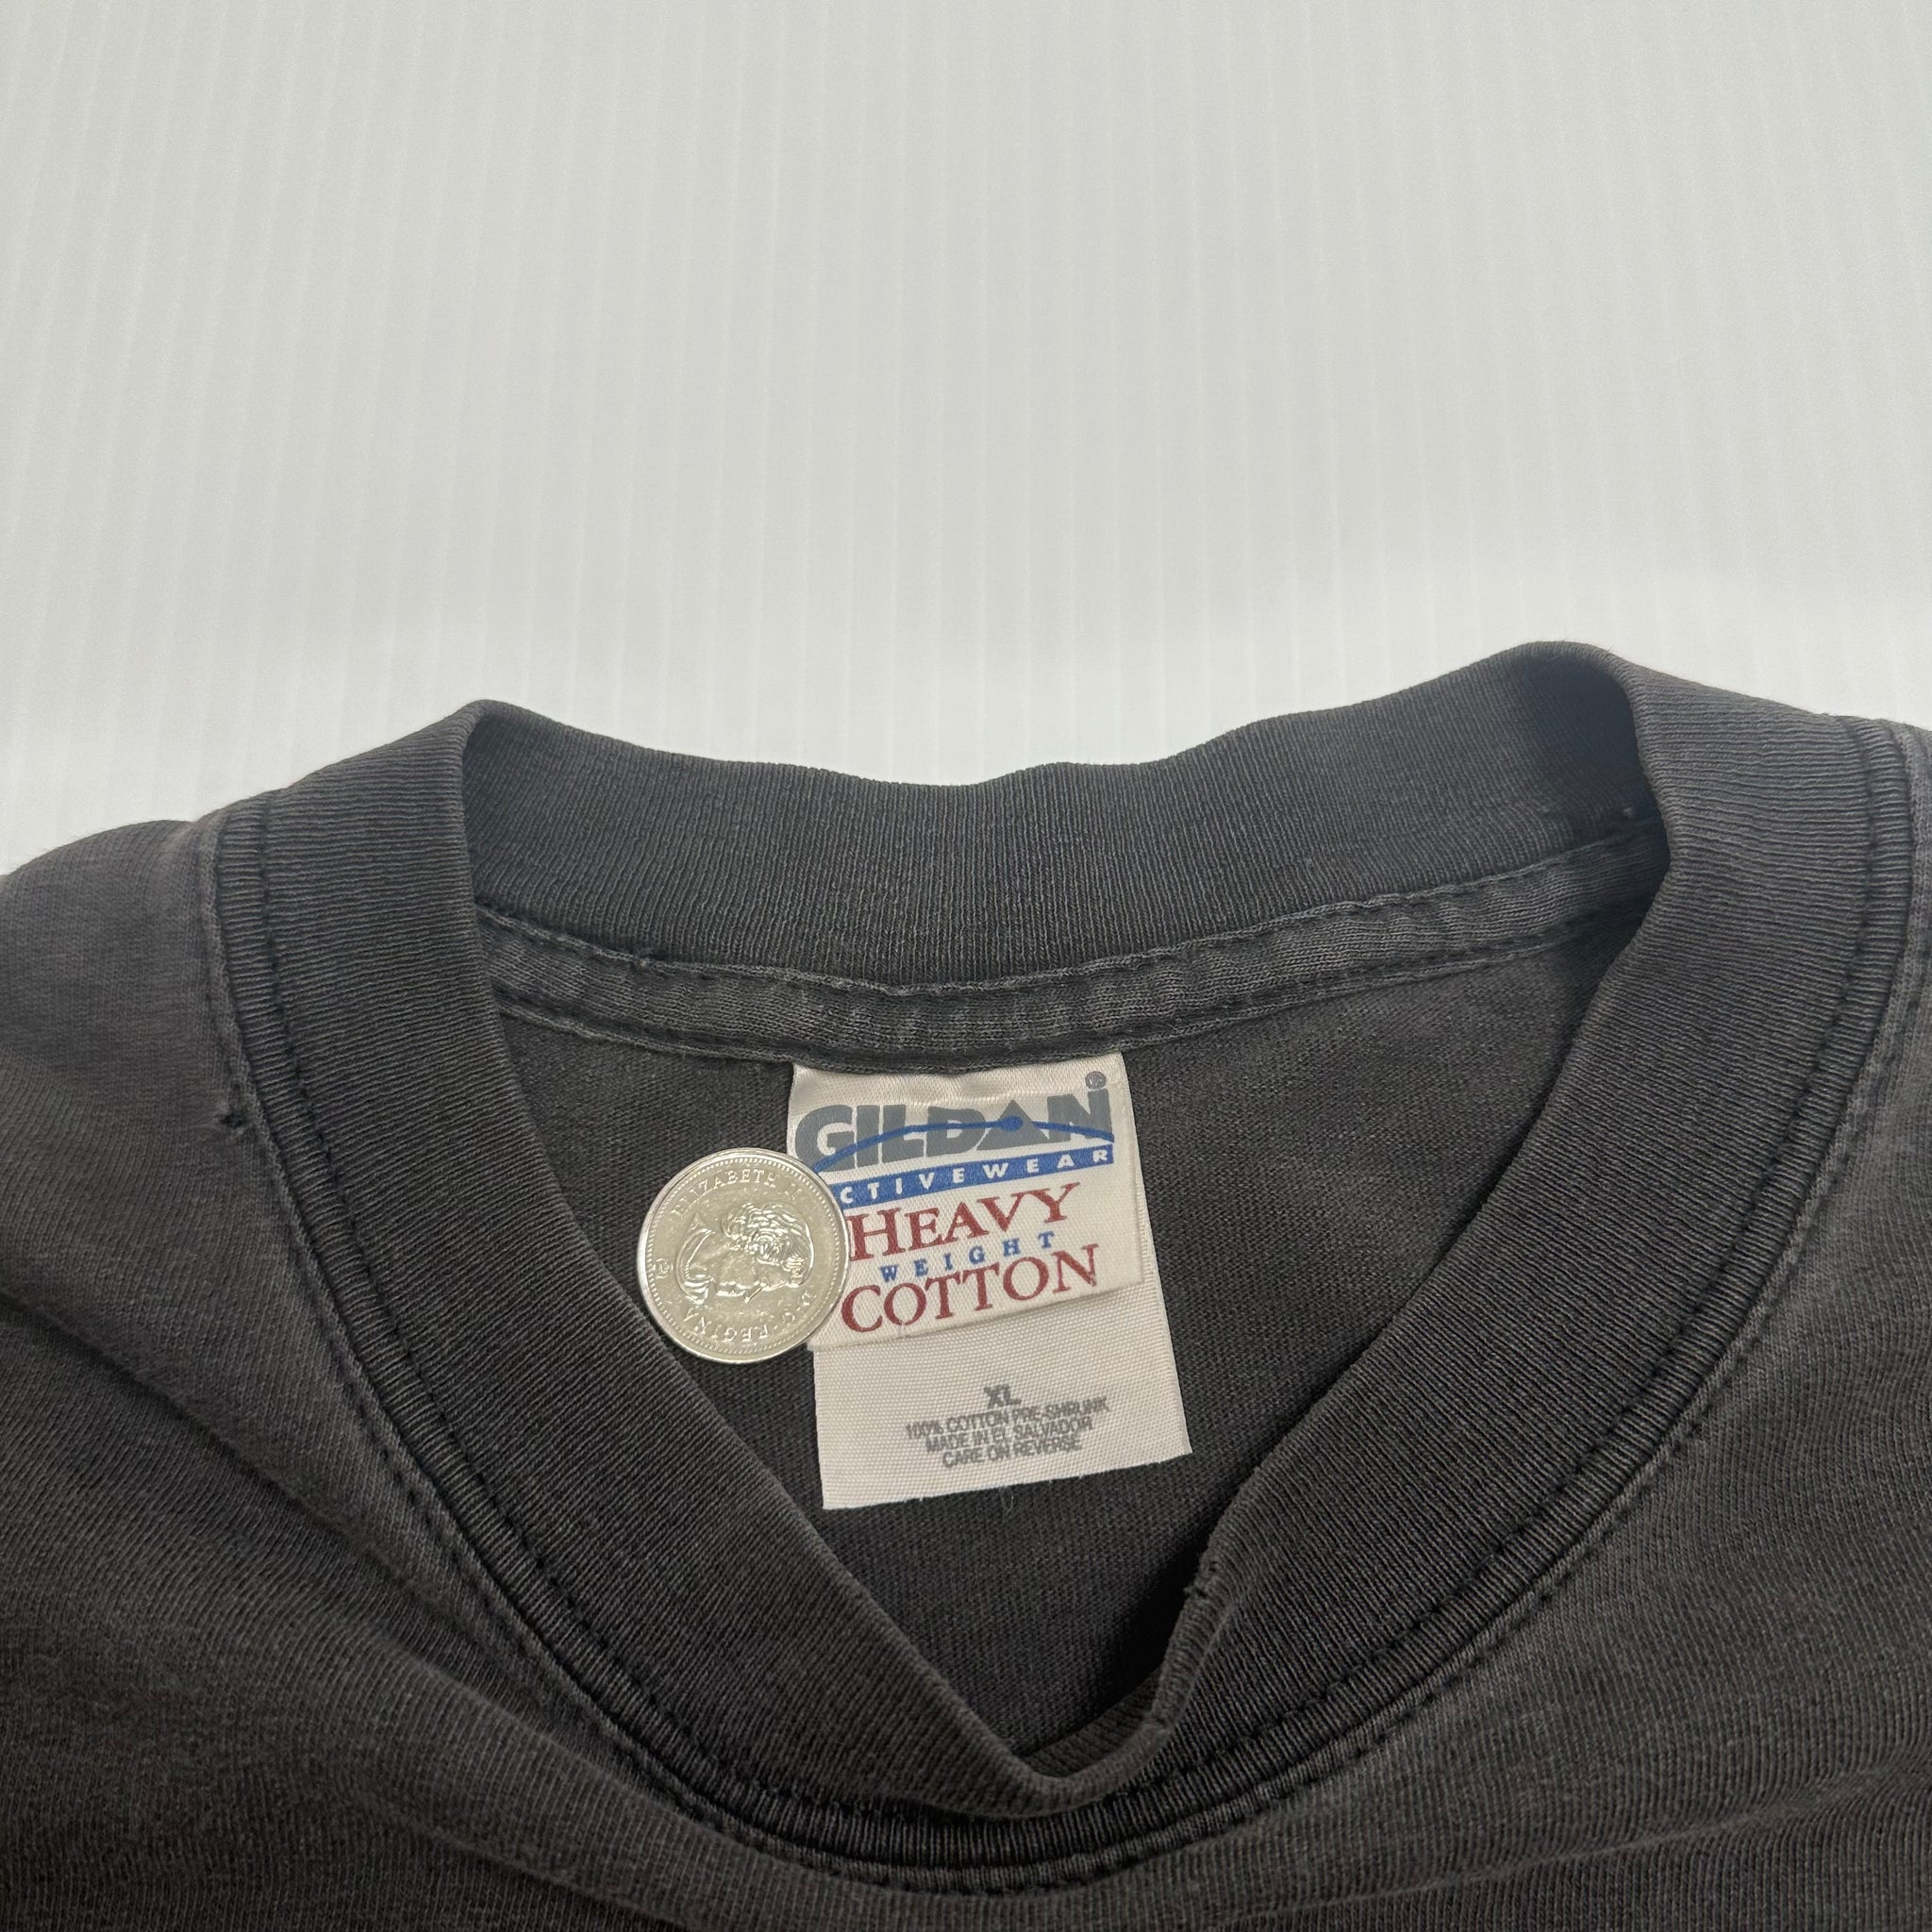 GILDAN®
CTIVEWEAR
HEAVY
WEIGHT
COTTON
XL
100% COTTON PRE-SHRUNK
MADE IN EL SALVADOR
CARE ON REVERSE
ELIZABETH II
D·G·REGINA